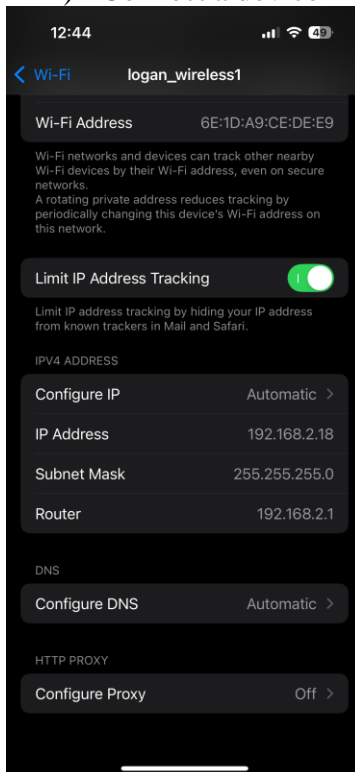 12:44
49
Wi-Fi
logan_wireless1
Wi-Fi Address
6E:1D:A9:CE:DE:E9
Wi-Fi networks and devices can track other nearby
Wi-Fi devices by their Wi-Fi address, even on secure
networks.
A rotating private address reduces tracking by
periodically changing this device's Wi-Fi address on
this network.
Limit IP Address Tracking
Limit IP address tracking by hiding your IP address
from known trackers in Mail and Safari.
IPV4 ADDRESS
Configure IP
Automatic
IP Address
192.168.2.18
Subnet Mask
255.255.255.0
Router
192.168.2.1
DNS
Configure DNS
Automatic
HTTP PROXY
Configure Proxy
Off